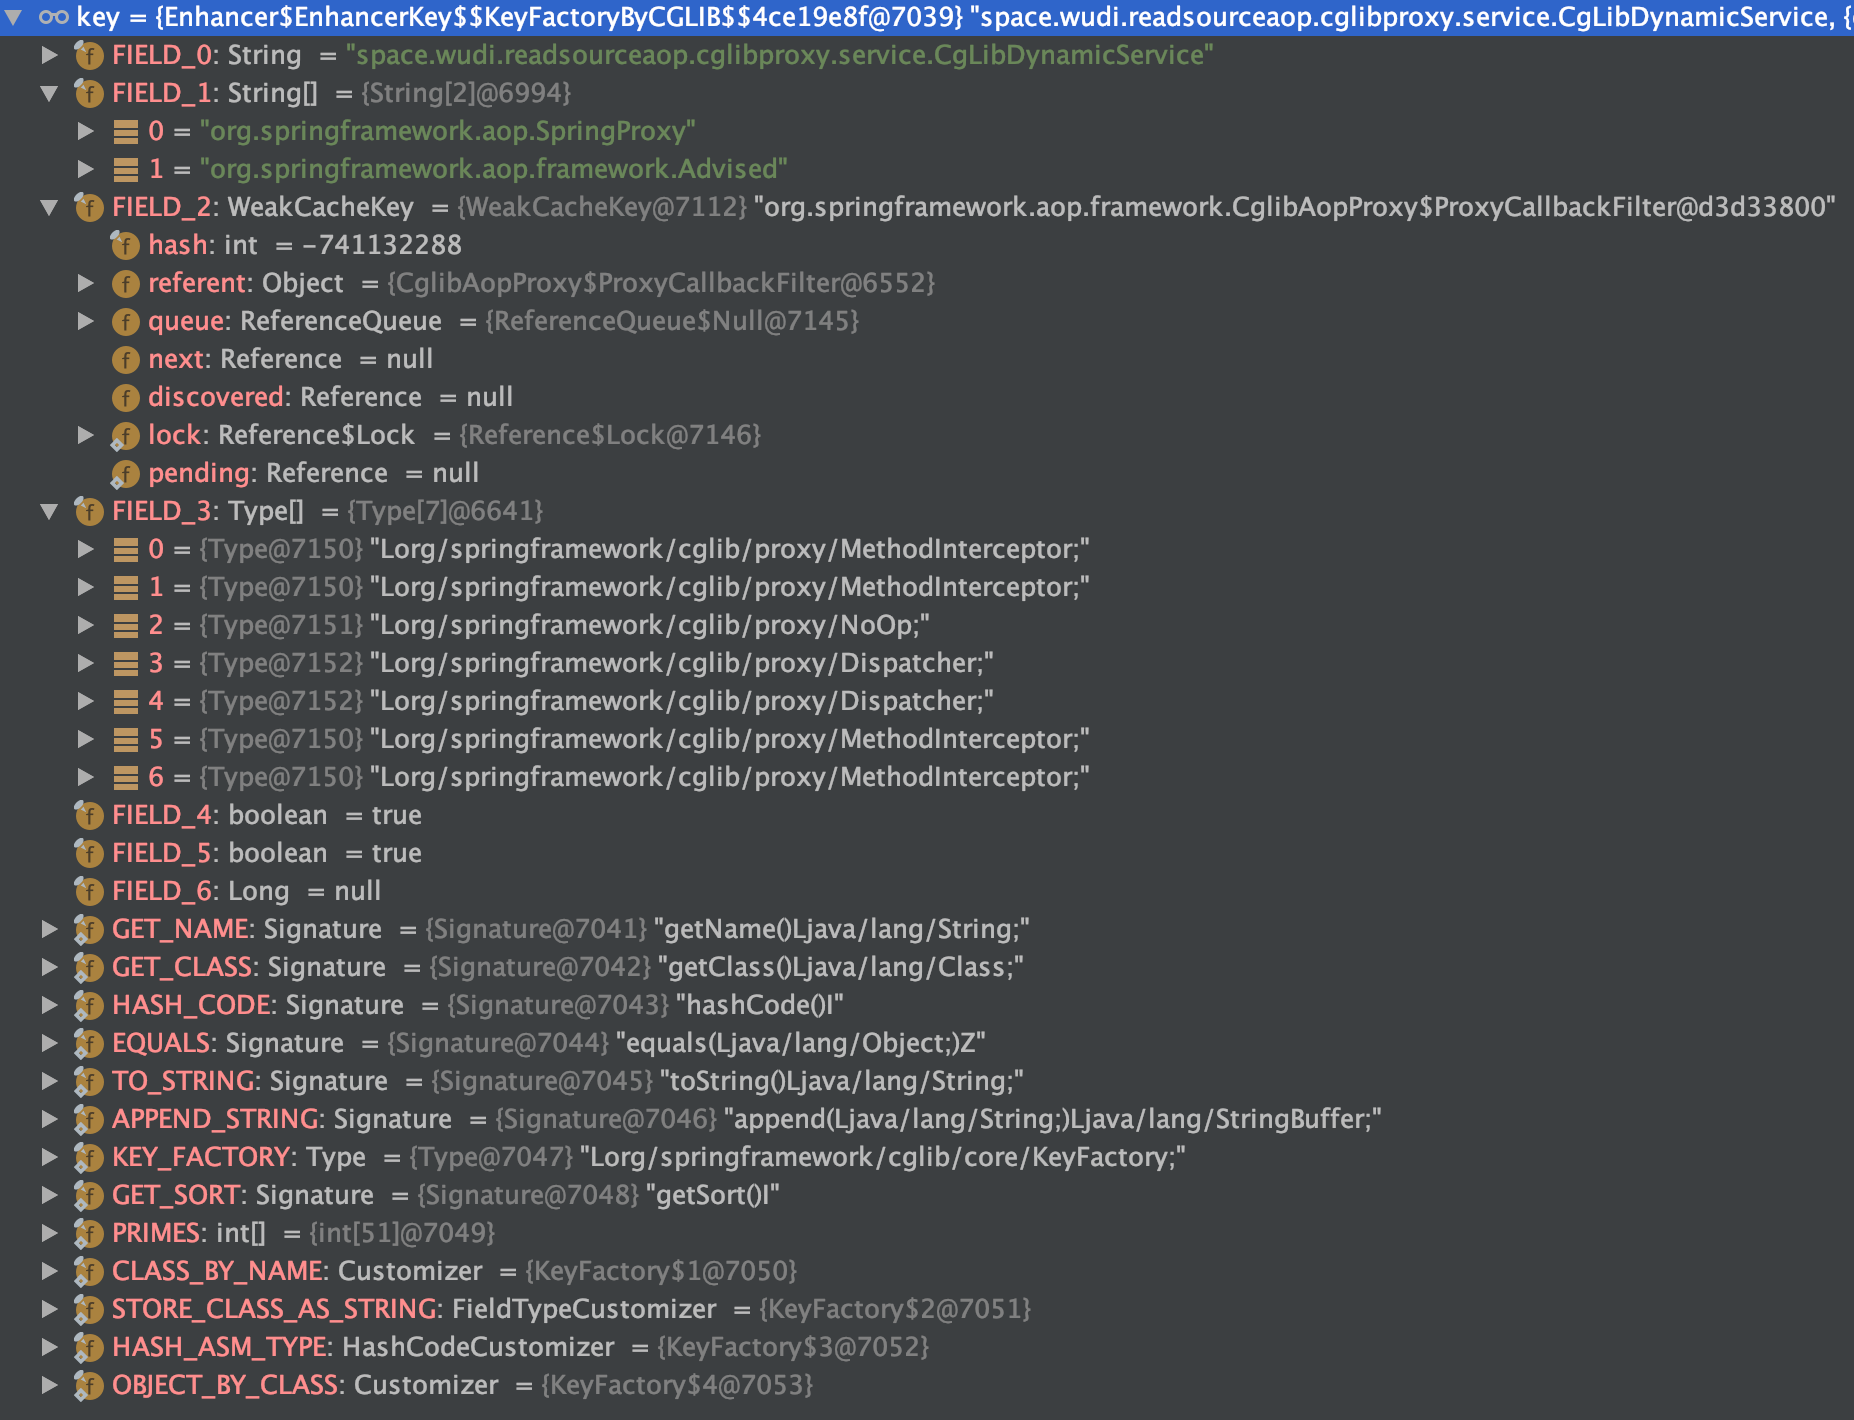 key = {Enhancer$EnhancerKey$$KeyFactoryByCGLIB$$4ce19e8f@7039} "space.wudi.readsourceaop.cglibproxy.service.CgLibDynamicService, {
f FIELD_0: String = "space.wudi.readsourceaop.cglibproxy.service.CgLibDynamicService"
f FIELD_1: String[] = {String[2]@6994}
0 = "org.springframework.aop.SpringProxy"
1 = "org.springframework.aop.framework.Advised"
f FIELD_2: WeakCacheKey = {WeakCacheKey@7112} "org.springframework.aop.framework.CglibAopProxy$ProxyCallbackFilter@d3d33800"
f hash: int = -741132288
f referent: Object = {CglibAopProxy$ProxyCallbackFilter@6552}
f queue: ReferenceQueue = {ReferenceQueue$Null@7145}
f next: Reference = null
f discovered: Reference = null
f lock: Reference$Lock = {Reference$Lock@7146}
f pending: Reference = null
f FIELD_3: Type[] = {Type[7]@6641}
0 = {Type@7150} "Lorg/springframework/cglib/proxy/MethodInterceptor;"
1 = {Type@7150} "Lorg/springframework/cglib/proxy/MethodInterceptor;"
2 = {Type@7151} "Lorg/springframework/cglib/proxy/NoOp;"
3 = {Type@7152} "Lorg/springframework/cglib/proxy/Dispatcher;"
4 = {Type@7152} "Lorg/springframework/cglib/proxy/Dispatcher;"
5 = {Type@7150} "Lorg/springframework/cglib/proxy/MethodInterceptor;"
6 = {Type@7150} "Lorg/springframework/cglib/proxy/MethodInterceptor;"
f FIELD_4: boolean = true
f FIELD_5: boolean = true
f FIELD_6: Long = null
f GET_NAME: Signature = {Signature@7041} "getName()Ljava/lang/String;"
f GET_CLASS: Signature = {Signature@7042} "getClass()Ljava/lang/Class;"
f HASH_CODE: Signature = {Signature@7043} "hashCode()I"
f EQUALS: Signature = {Signature@7044} "equals(Ljava/lang/Object;)Z"
f TO_STRING: Signature = {Signature@7045} "toString()Ljava/lang/String;"
f APPEND_STRING: Signature = {Signature@7046} "append(Ljava/lang/String;)Ljava/lang/StringBuffer;"
f KEY_FACTORY: Type = {Type@7047} "Lorg/springframework/cglib/core/KeyFactory;"
f GET_SORT: Signature = {Signature@7048} "getSort()I"
f PRIMES: int[] = {int[51]@7049}
f CLASS_BY_NAME: Customizer = {KeyFactory$1@7050}
f STORE_CLASS_AS_STRING: FieldTypeCustomizer = {KeyFactory$2@7051}
f HASH_ASM_TYPE: HashCodeCustomizer = {KeyFactory$3@7052}
f OBJECT_BY_CLASS: Customizer = {KeyFactory$4@7053}